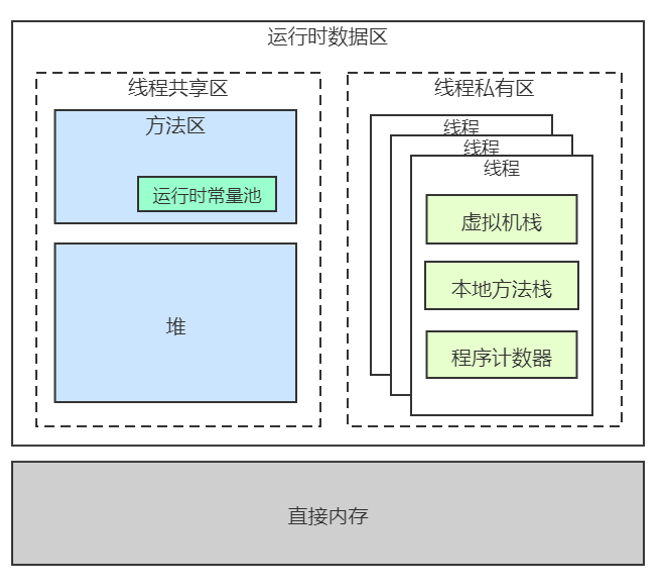 运行时数据区
线程共享区
方法区
运行时常量池
堆
线程私有区
线程
线程
线程
虚拟机栈
本地方法栈
程序计数器
直接内存